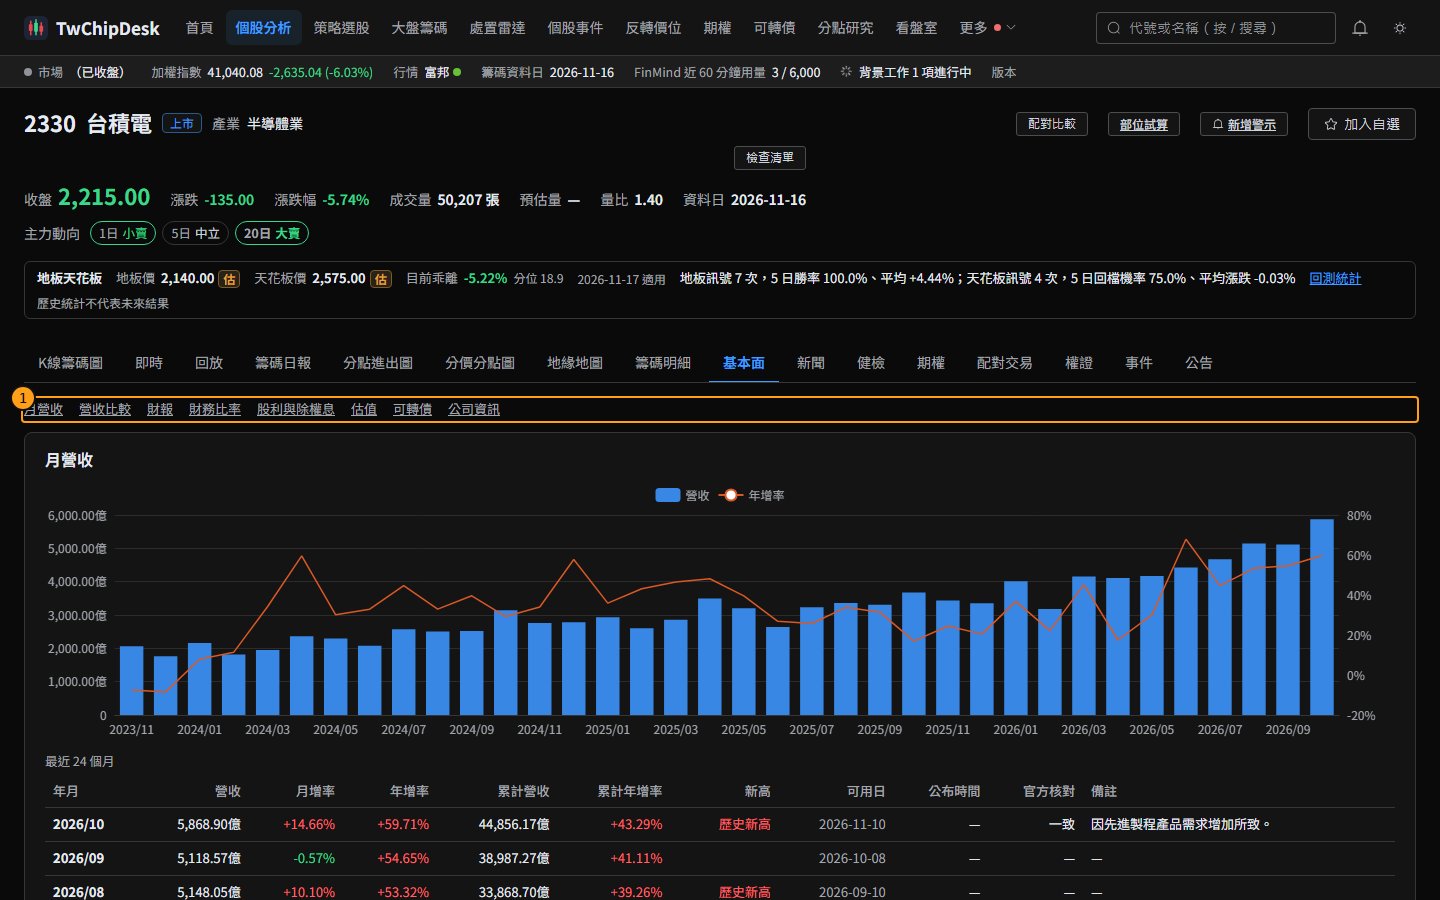 TwChipDesk 首頁 個股分析 策略選股 大盤籌碼 處置雷達 個股事件 反轉價位 期權 可轉債 分點研究 看盤室 更多 代號或名稱 ( 按 / 搜尋 )
市場 (已收盤) 加權指數 41,040.08 -2,635.04 (-6.03%) 行情 富邦 籌碼資料日 2026-11-16 FinMind 近 60 分鐘用量 3 / 6,000 背景工作 1 項進行中 版本
2330 台積電 上市 產業 半導體業 配對比較 部位試算 新增警示 加入自選
檢查清單
收盤 2,215.00 漲跌 -135.00 漲跌幅 -5.74% 成交量 50,207 張 預估量 — 量比 1.40 資料日 2026-11-16
主力動向 1日 小賣 5日 中立 20日 大賣
地板天花板 地板價 2,140.00 估 天花板價 2,575.00 估 目前乖離 -5.22% 分位 18.9 2026-11-17 適用 地板訊號 7 次，5 日勝率 100.0%、平均 +4.44%；天花板訊號 4 次，5 日回檔機率 75.0%、平均漲跌 -0.03% 回測統計
歷史統計不代表未來結果
K線籌碼圖 即時 回放 籌碼日報 分點進出圖 分價分點圖 地緣地圖 籌碼明細 基本面 新聞 健檢 期權 配對交易 權證 事件 公告
1
月營收 營收比較 財報 財務比率 股利與除權息 估值 可轉債 公司資訊
月營收
營收 年增率
6,000.00億 80%
5,000.00億 60%
4,000.00億 40%
3,000.00億 20%
2,000.00億 0%
1,000.00億
0 -20%
2023/11 2024/01 2024/03 2024/05 2024/07 2024/09 2024/11 2025/01 2025/03 2025/05 2025/07 2025/09 2025/11 2026/01 2026/03 2026/05 2026/07 2026/09
最近 24 個月
年月 營收 月增率 年增率 累計營收 累計年增率 新高 可用日 公布時間 官方核對 備註
2026/10 5,868.90億 +14.66% +59.71% 44,856.17億 +43.29% 歷史新高 2026-11-10 — 一致 因先進製程產品需求增加所致。
2026/09 5,118.57億 -0.57% +54.65% 38,987.27億 +41.11% 2026-10-08 — — —
2026/08 5,148.05億 +10.10% +53.32% 33,868.70億 +39.26% 歷史新高 2026-09-10 — — —